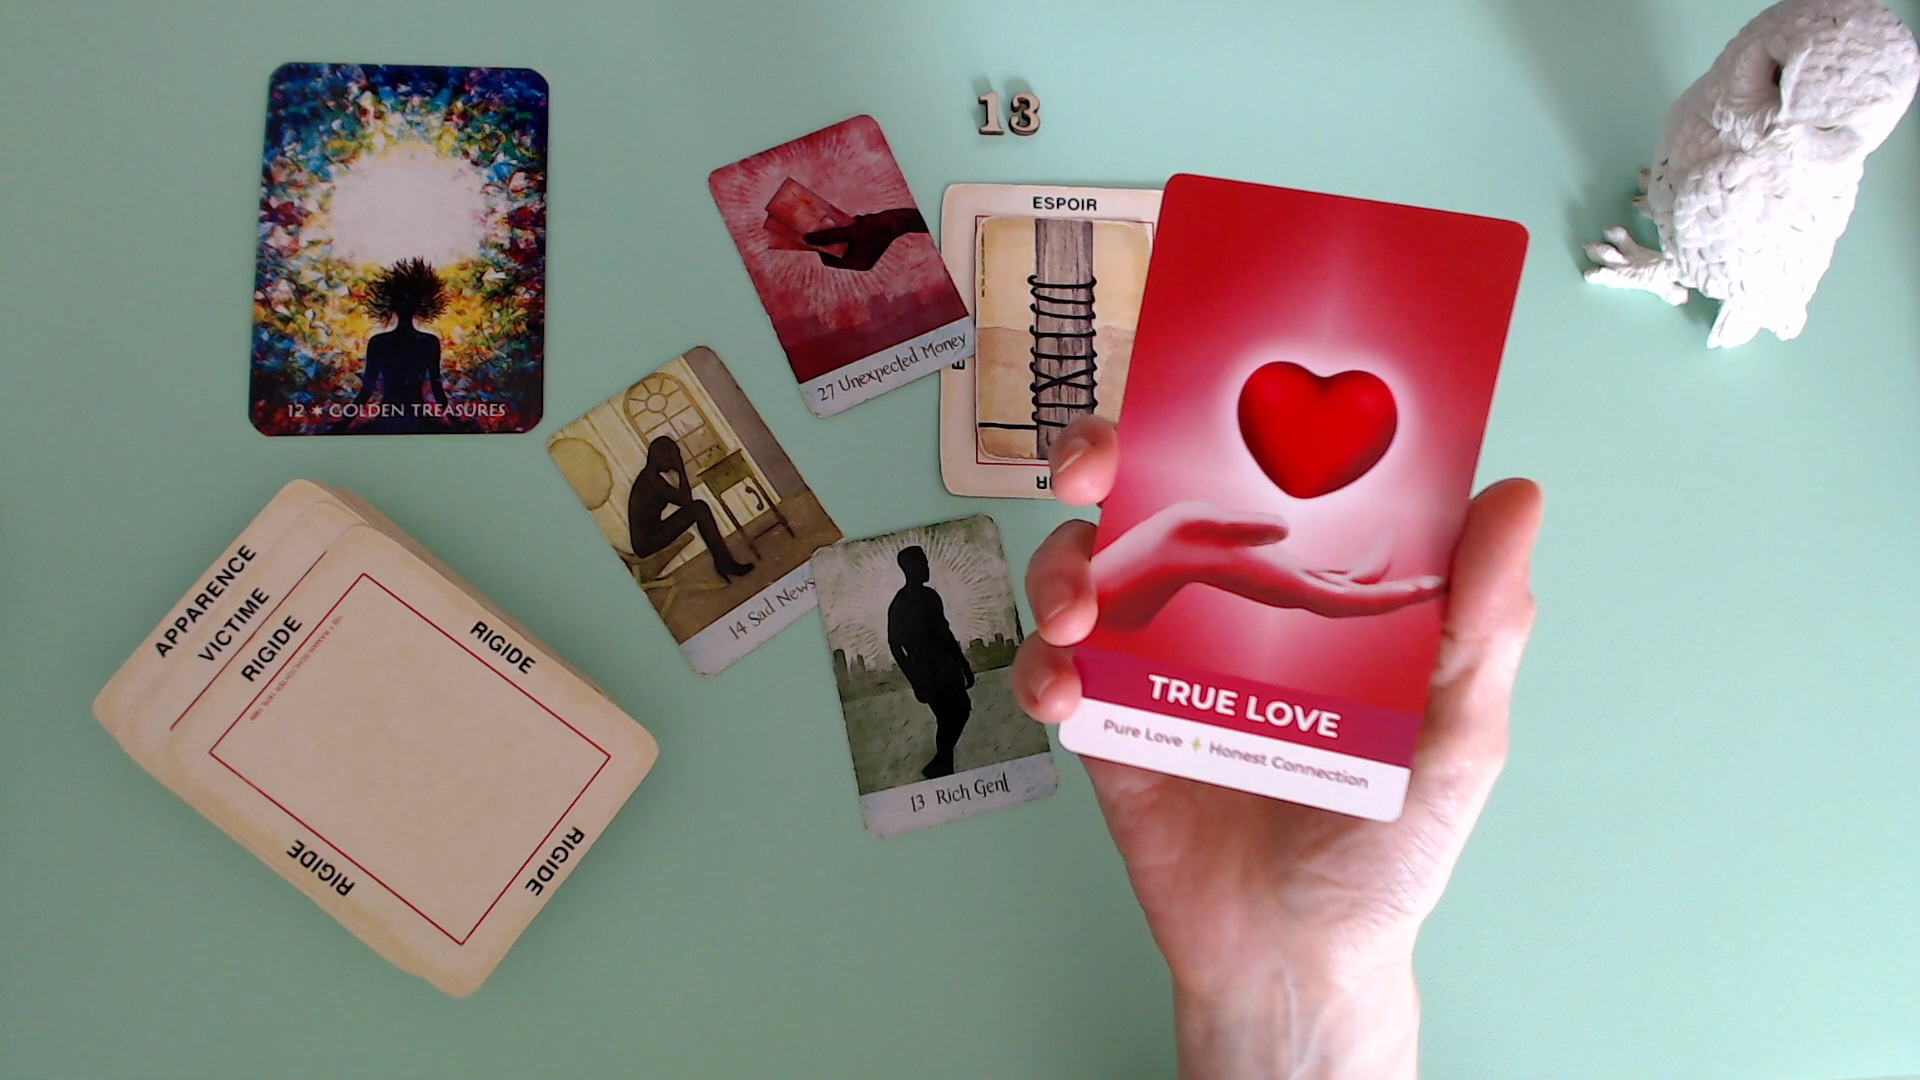 13
12 ✶ GOLDEN TREASURES
27 Unexpected Money
ESPOIR
14 Sad News
13 Rich Gent
TRUE LOVE
Pure Love + Honest Connection
APPARENCE
VICTIME
RIGIDE
RIGIDE
RIGIDE
RIGIDE